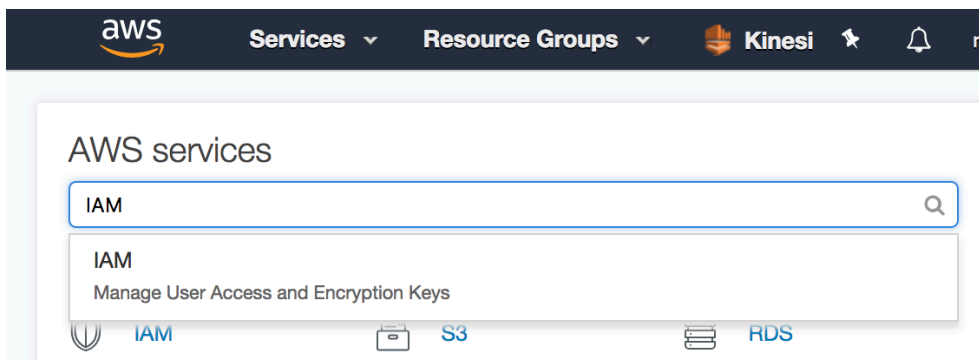 aws Services Resource Groups Kinesi
AWS services
IAM
IAM
Manage User Access and Encryption Keys
IAM S3 RDS